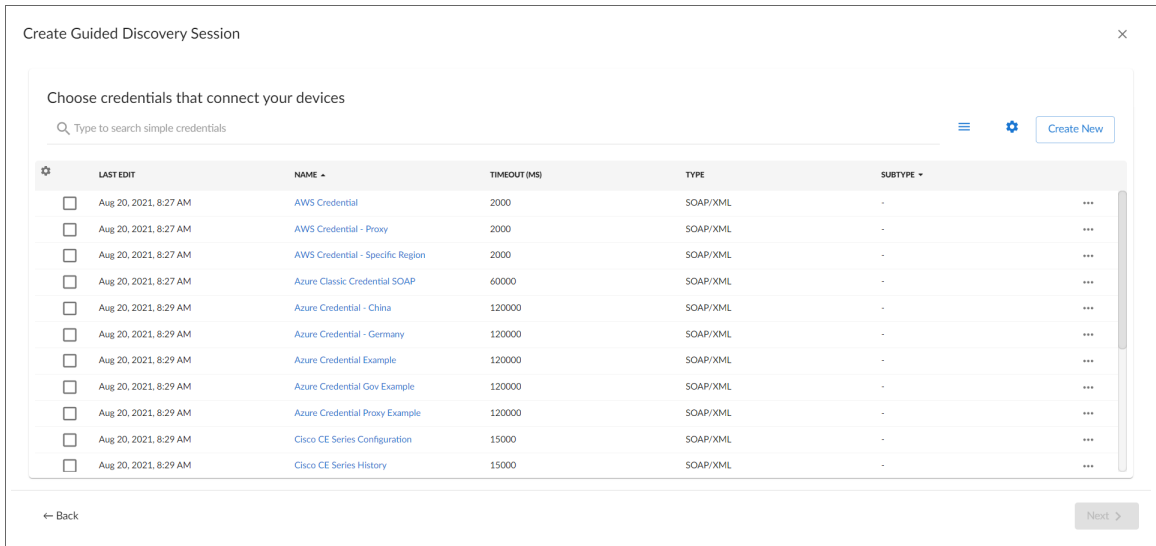 Create Guided Discovery Session
Choose credentials that connect your devices
Type to search simple credentials
Create New
LAST EDIT NAME TIMEOUT (MS) TYPE SUBTYPE
Aug 20, 2021, 8:27 AM AWS Credential 2000 SOAP/XML -
Aug 20, 2021, 8:27 AM AWS Credential - Proxy 2000 SOAP/XML -
Aug 20, 2021, 8:27 AM AWS Credential - Specific Region 2000 SOAP/XML -
Aug 20, 2021, 8:27 AM Azure Classic Credential SOAP 60000 SOAP/XML -
Aug 20, 2021, 8:29 AM Azure Credential - China 120000 SOAP/XML -
Aug 20, 2021, 8:29 AM Azure Credential - Germany 120000 SOAP/XML -
Aug 20, 2021, 8:29 AM Azure Credential Example 120000 SOAP/XML -
Aug 20, 2021, 8:29 AM Azure Credential Gov Example 120000 SOAP/XML -
Aug 20, 2021, 8:29 AM Azure Credential Proxy Example 120000 SOAP/XML -
Aug 20, 2021, 8:29 AM Cisco CE Series Configuration 15000 SOAP/XML -
Aug 20, 2021, 8:29 AM Cisco CE Series History 15000 SOAP/XML -
← Back
Next >